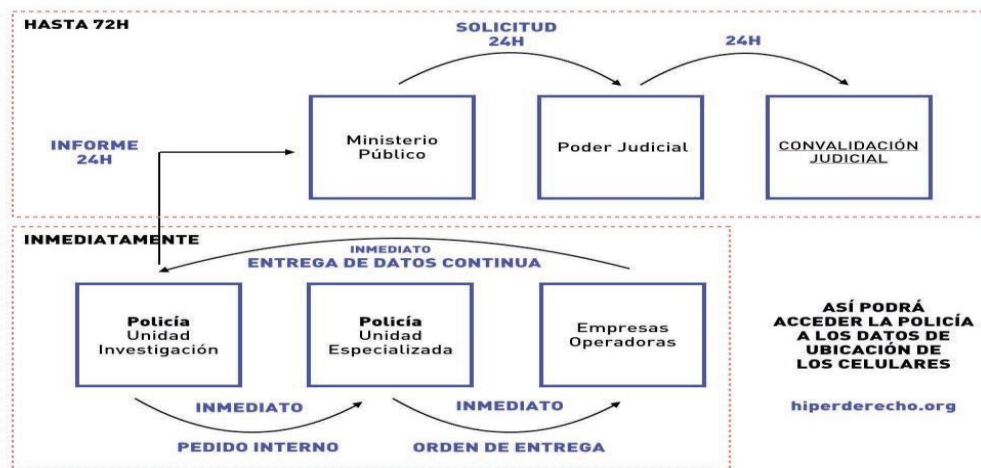 HASTA 72H
SOLICITUD
24H
24H
INFORME
24H
Ministerio
Público
Poder Judicial
CONVALIDACIÓN
JUDICIAL
INMEDIATAMENTE
INMEDIATO
ENTREGA DE DATOS CONTINUA
Policía
Unidad
Investigación
Policía
Unidad
Especializada
Empresas
Operadoras
INMEDIATO
PEDIDO INTERNO
INMEDIATO
ORDEN DE ENTREGA
ASÍ PODRÁ
ACCEDER LA POLICÍA
A LOS DATOS DE
UBICACIÓN DE
LOS CELULARES
hiperderecho.org